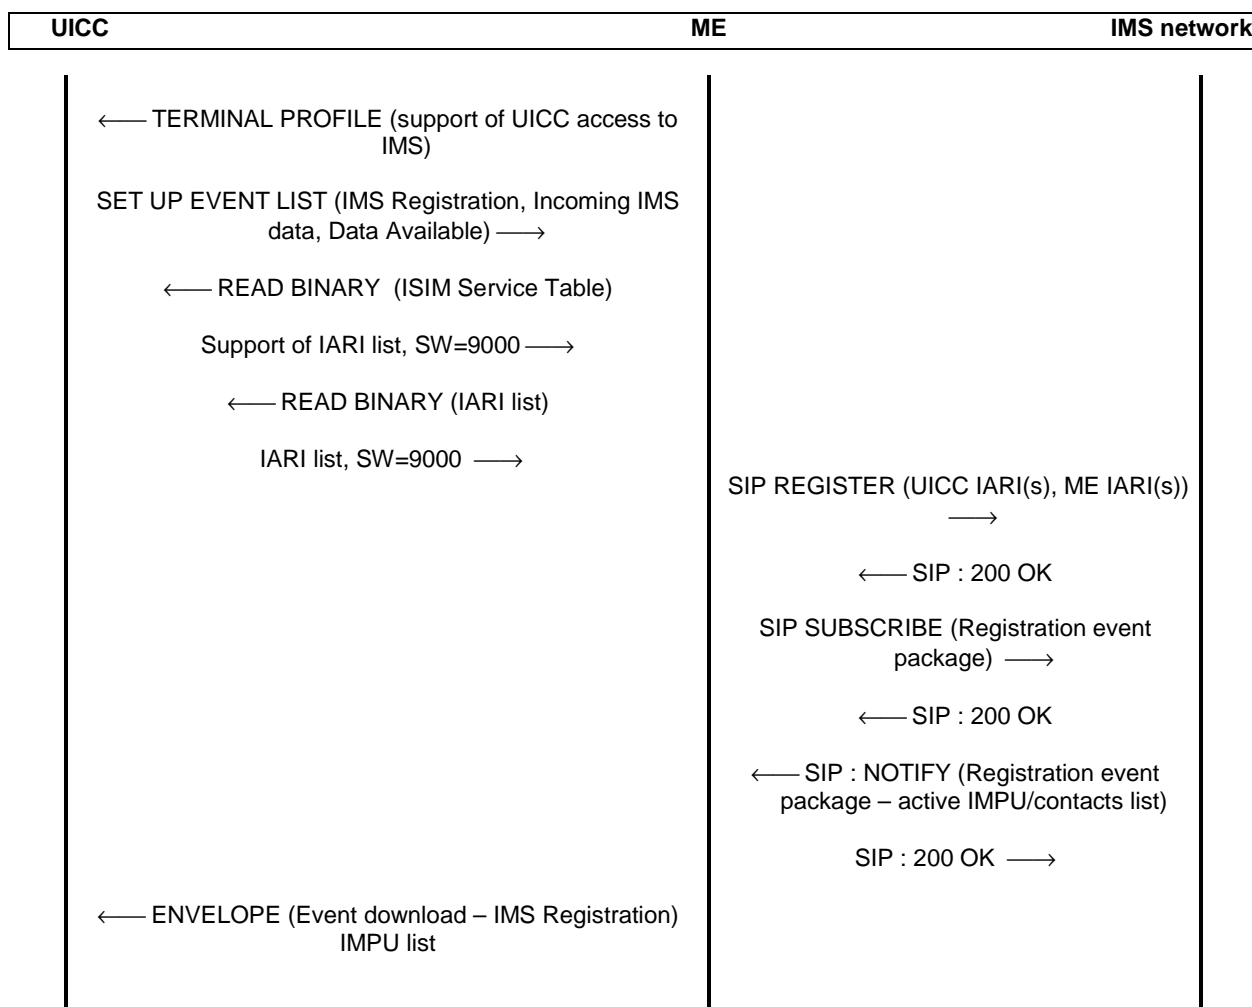 UICC ME IMS network
← TERMINAL PROFILE (support of UICC access to
IMS)
SET UP EVENT LIST (IMS Registration, Incoming IMS
data, Data Available) →
← READ BINARY (ISIM Service Table)
Support of IARI list, SW=9000 →
← READ BINARY (IARI list)
IARI list, SW=9000 →
SIP REGISTER (UICC IARI(s), ME IARI(s))
→
← SIP : 200 OK
SIP SUBSCRIBE (Registration event
package) →
← SIP : 200 OK
← SIP : NOTIFY (Registration event
package – active IMPU/contacts list)
SIP : 200 OK →
← ENVELOPE (Event download – IMS Registration)
IMPU list